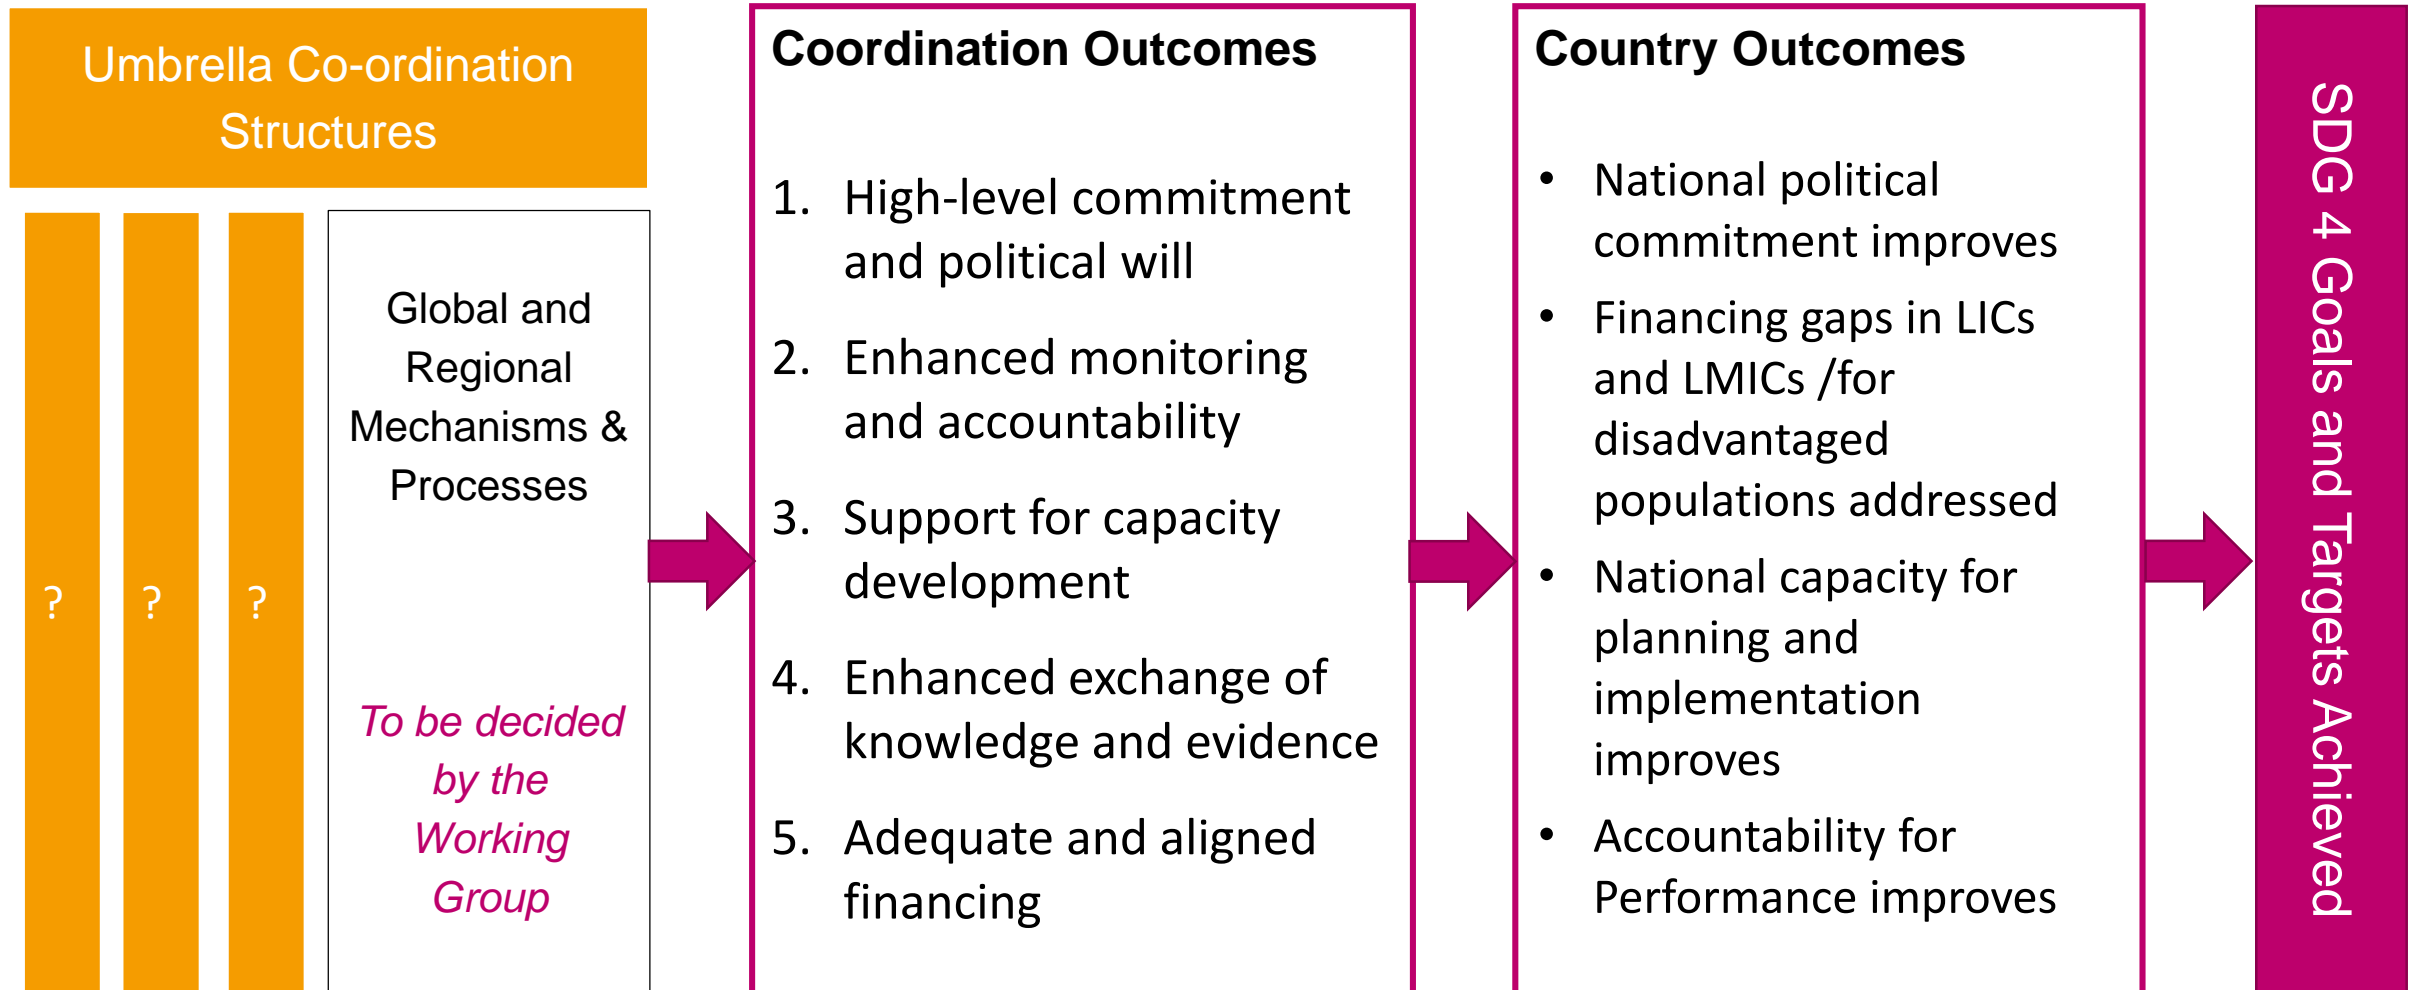 Umbrella Co-ordination
Structures
?
?
?
Global and
Regional
Mechanisms &
Processes
To be decided
by the
Working
Group
Coordination Outcomes
1. High-level commitment
and political will
2. Enhanced monitoring
and accountability
3. Support for capacity
development
4. Enhanced exchange of
knowledge and evidence
5. Adequate and aligned
financing
Country Outcomes
• National political
commitment improves
• Financing gaps in LICs
and LMICs /for
disadvantaged
populations addressed
• National capacity for
planning and
implementation
improves
• Accountability for
Performance improves
SDG 4 Goals and Targets Achieved